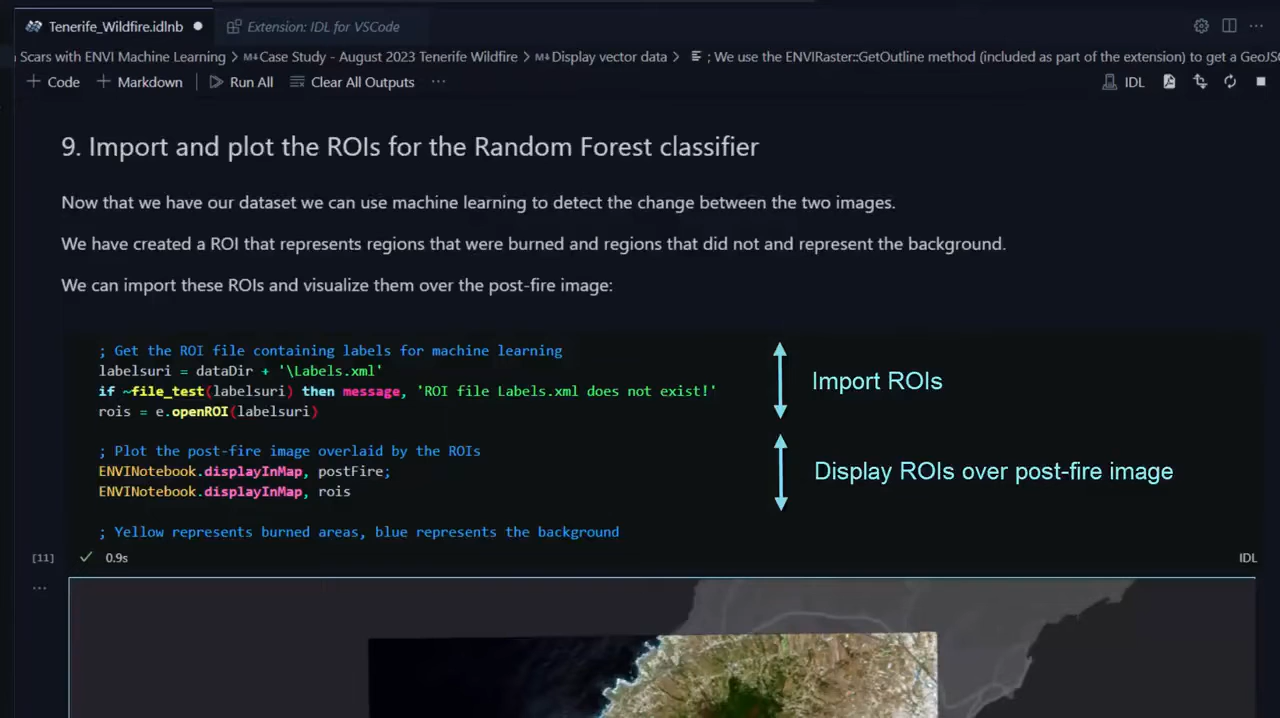 Tenerife_Wildfire.idlnb
Extension: IDL for VSCode
Scars with ENVI Machine Learning > Case Study - August 2023 Tenerife Wildfire > Display vector data > ; We use the ENVIRaster::GetOutline method (included as part of the extension) to get a GeoJS
+ Code + Markdown Run All Clear All Outputs ...
IDL
9. Import and plot the ROIs for the Random Forest classifier
Now that we have our dataset we can use machine learning to detect the change between the two images.
We have created a ROI that represents regions that were burned and regions that did not and represent the background.
We can import these ROIs and visualize them over the post-fire image:
; Get the ROI file containing labels for machine learning
labelsuri = dataDir + '\Labels.xml'
if ~file_test(labelsuri) then message, 'ROI file Labels.xml does not exist!'
rois = e.openROI(labelsuri)
Import ROIs
; Plot the post-fire image overlaid by the ROIs
ENVINotebook.displayInMap, postFire;
ENVINotebook.displayInMap, rois
Display ROIs over post-fire image
; Yellow represents burned areas, blue represents the background
[11] ✓ 0.9s
IDL
...